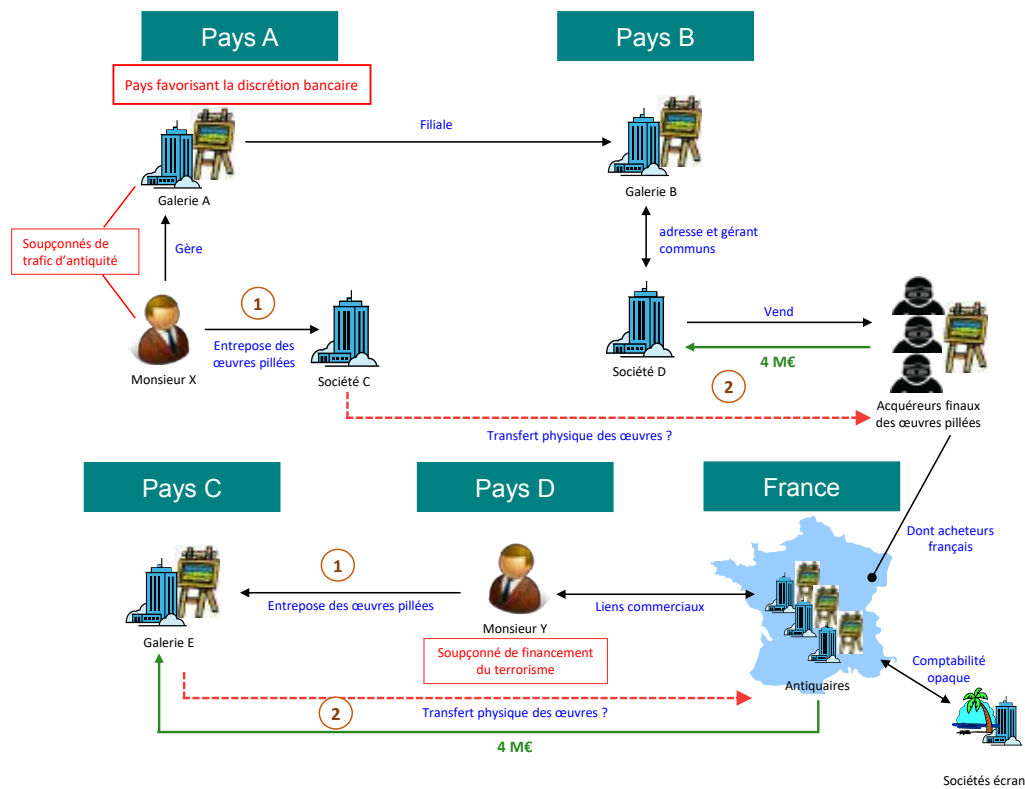 Pays A
Pays B
Pays favorisant la discrétion bancaire
Filiale
Galerie A
Galerie B
Soupçonnés de
trafic d'antiquité
Gère
adresse et gérant
communs
1
Entrepose des
œuvres pillées
Monsieur X
Société C
Vend
4 M€
Société D
2
Acquéreurs finaux
des œuvres pillées
Transfert physique des œuvres ?
Pays C
Pays D
France
Dont acheteurs
français
1
Entrepose des œuvres pillées
Liens commerciaux
Galerie E
Monsieur Y
Soupçonné de financement
du terrorisme
Antiquaires
Comptabilité
opaque
2
Transfert physique des œuvres ?
4 M€
Sociétés écran